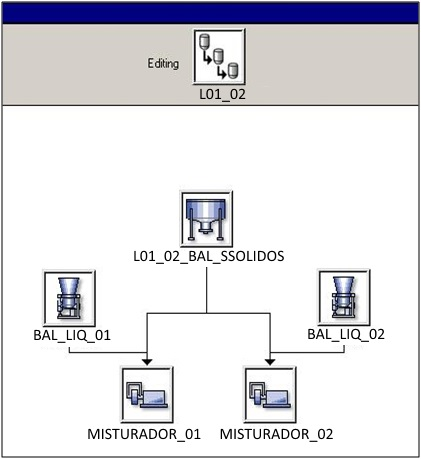 Editing
L01_02
L01_02_BAL_SSOLIDOS
BAL_LIQ_01
BAL_LIQ_02
MISTURADOR_01
MISTURADOR_02